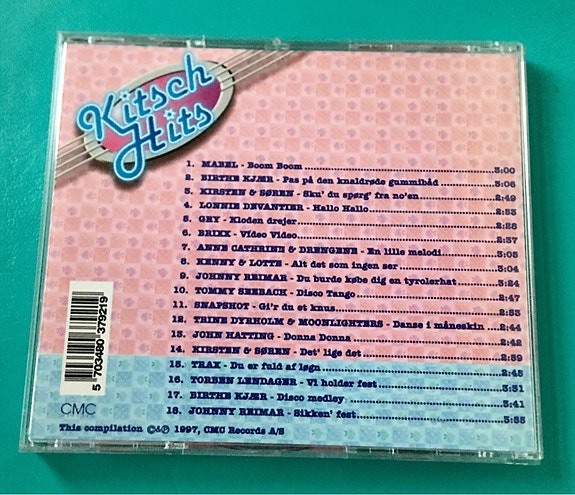 Kitsch
Hits
1. MABEL - Boom Boom 3:00
2. BIRTHE KJÆR - Pas på den knaldrøde gummibåd 3:06
3. KIRSTEN & SØREN - Sku' du spørg' fra no'en 2:49
4. LONNIE DEVANTIER - Hallo Hallo 2:53
5. GRY - Kloden drejer 2:58
6. BRIXX - Video Video 2:37
7. ANNE CATHRINE & DRENGENE - En lille melodi 3:05
8. KENNY & LOTTE - Alt det som ingen ser 3:04
9. JOHNNY REIMAR - Du burde købe dig en tyrolerhat 3:24
10. TOMMY SEEBACH - Disco Tango 2:47
11. SNAPSHOT - Gi'r du et knus 2:53
12. TRINE DYRHOLM & MOONLIGHTERS - Danse i måneskin 2:44
13. JOHN HATTING - Donna Donna 2:42
14. KIRSTEN & SØREN - Det' lige det 2:59
15. TRAX - Du er fuld af løgn 2:45
16. TORBEN LENDAGER - Vi holder fest 3:31
17. BIRTHE KJÆR - Disco medley 3:41
18. JOHNNY REIMAR - Sikken' fest 3:55
5 703480 379219
CMC
This compilation ©&℗ 1997, CMC Records A/S